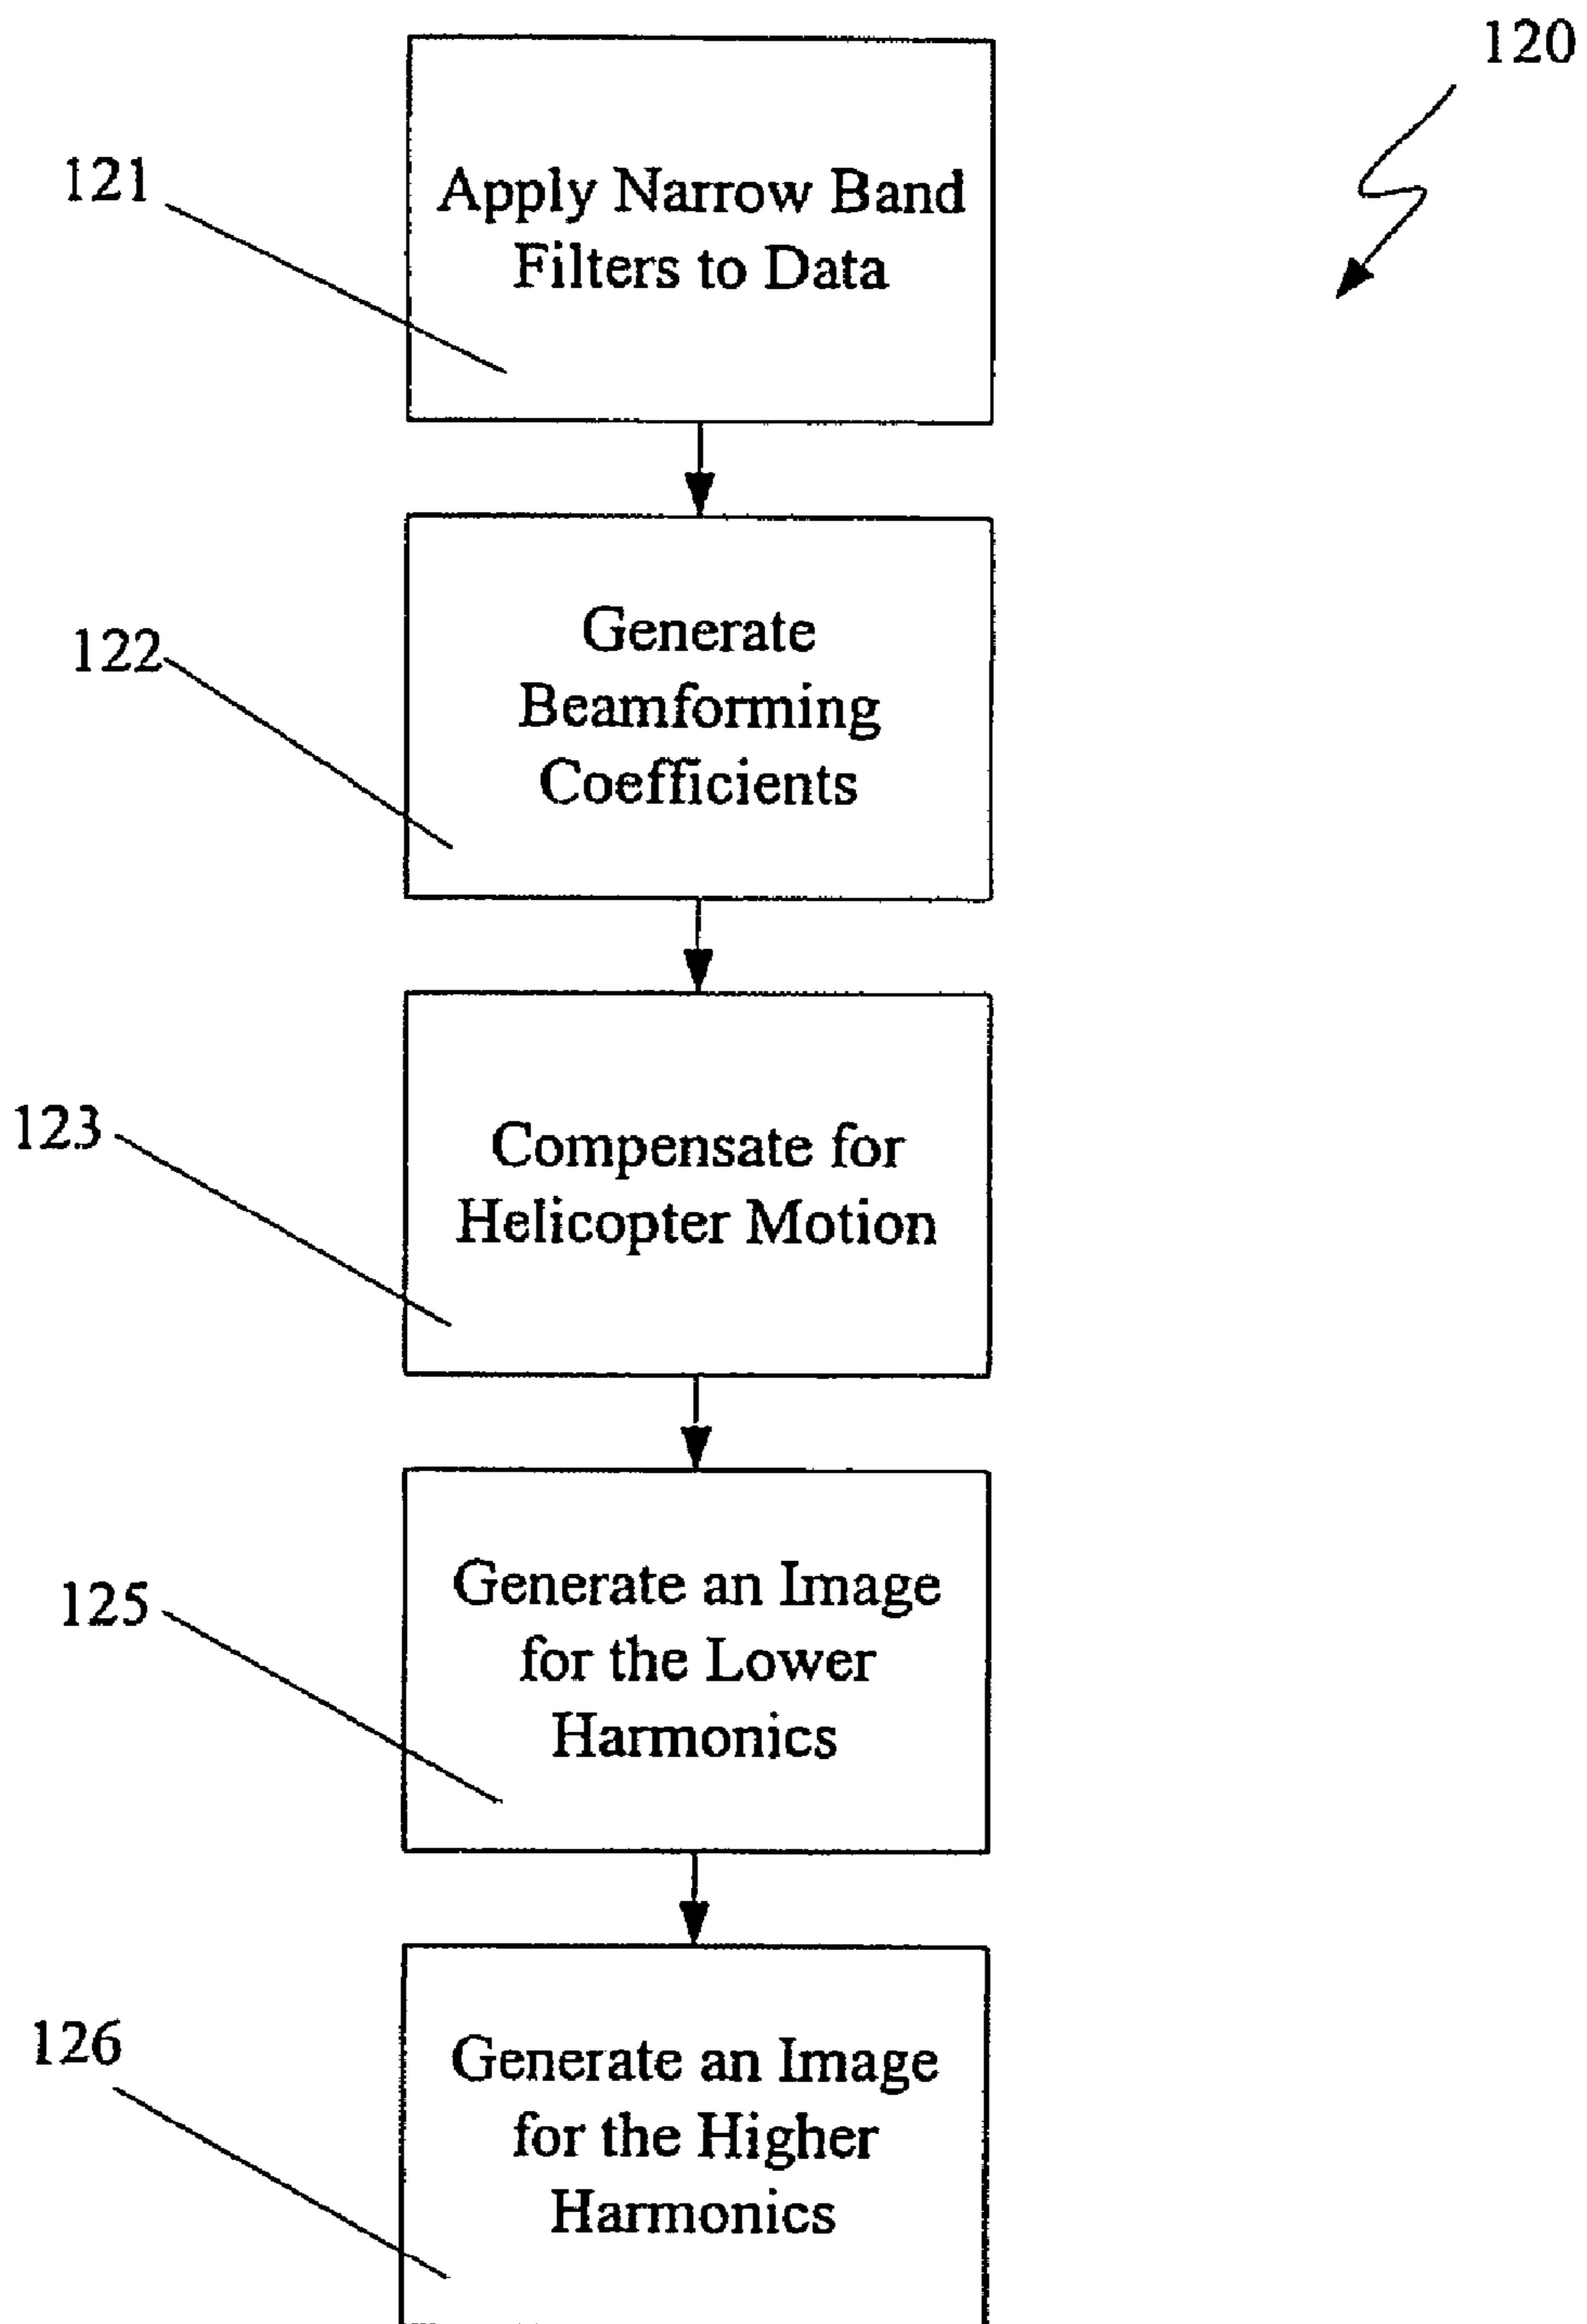 120
121
Apply Narrow Band
Filters to Data
122
Generate
Beamforming
Coefficients
123
Compensate for
Helicopter Motion
125
Generate an Image
for the Lower
Harmonics
126
Generate an Image
for the Higher
Harmonics